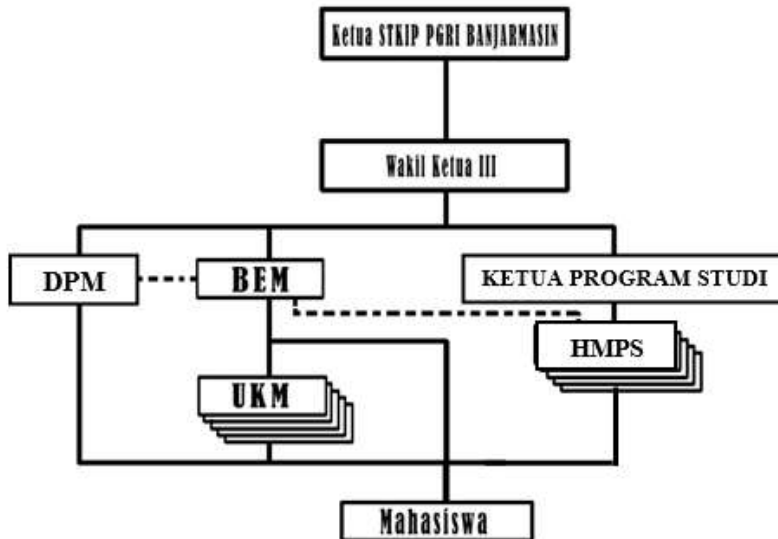 Ketua STKIP PGRI BANJARMASIN
Wakil Ketua III
DPM
BEM
KETUA PROGRAM STUDI
HMPS
UKM
Mahasiswa